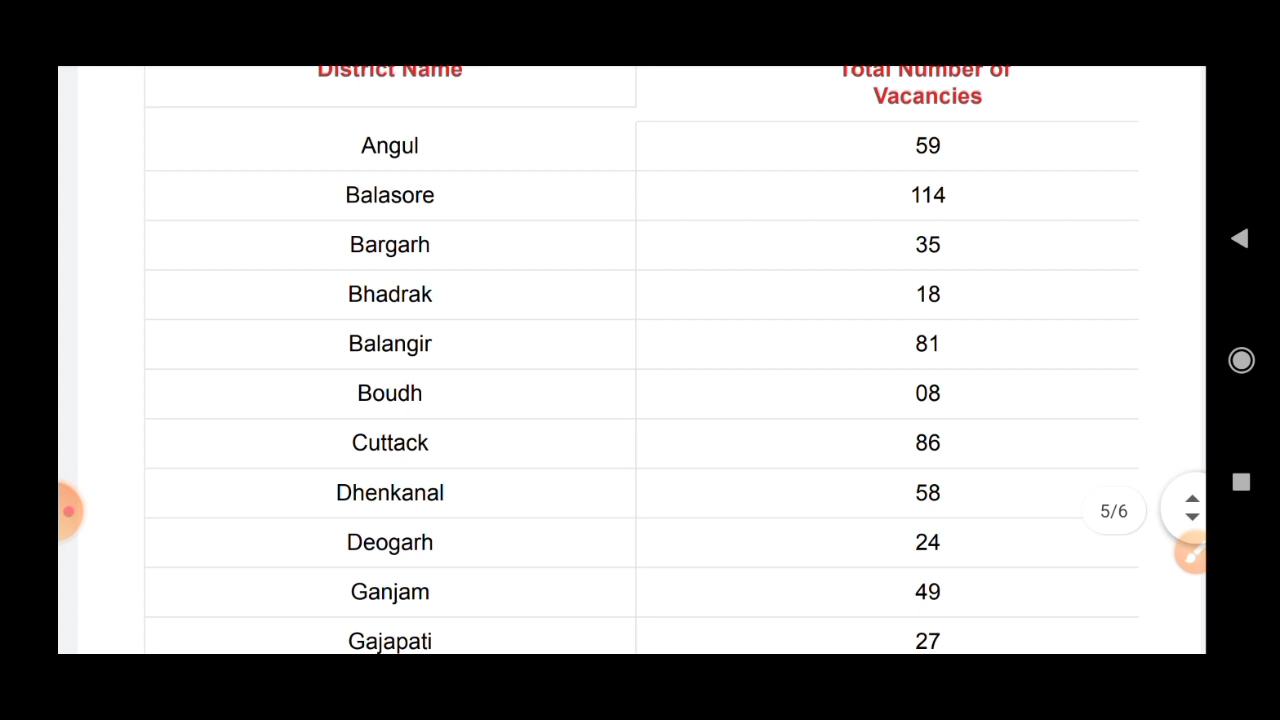 District Name Total Number of
Vacancies
Angul 59
Balasore 114
Bargarh 35
Bhadrak 18
Balangir 81
Boudh 08
Cuttack 86
Dhenkanal 58
Deogarh 24
Ganjam 49
Gajapati 27
5/6